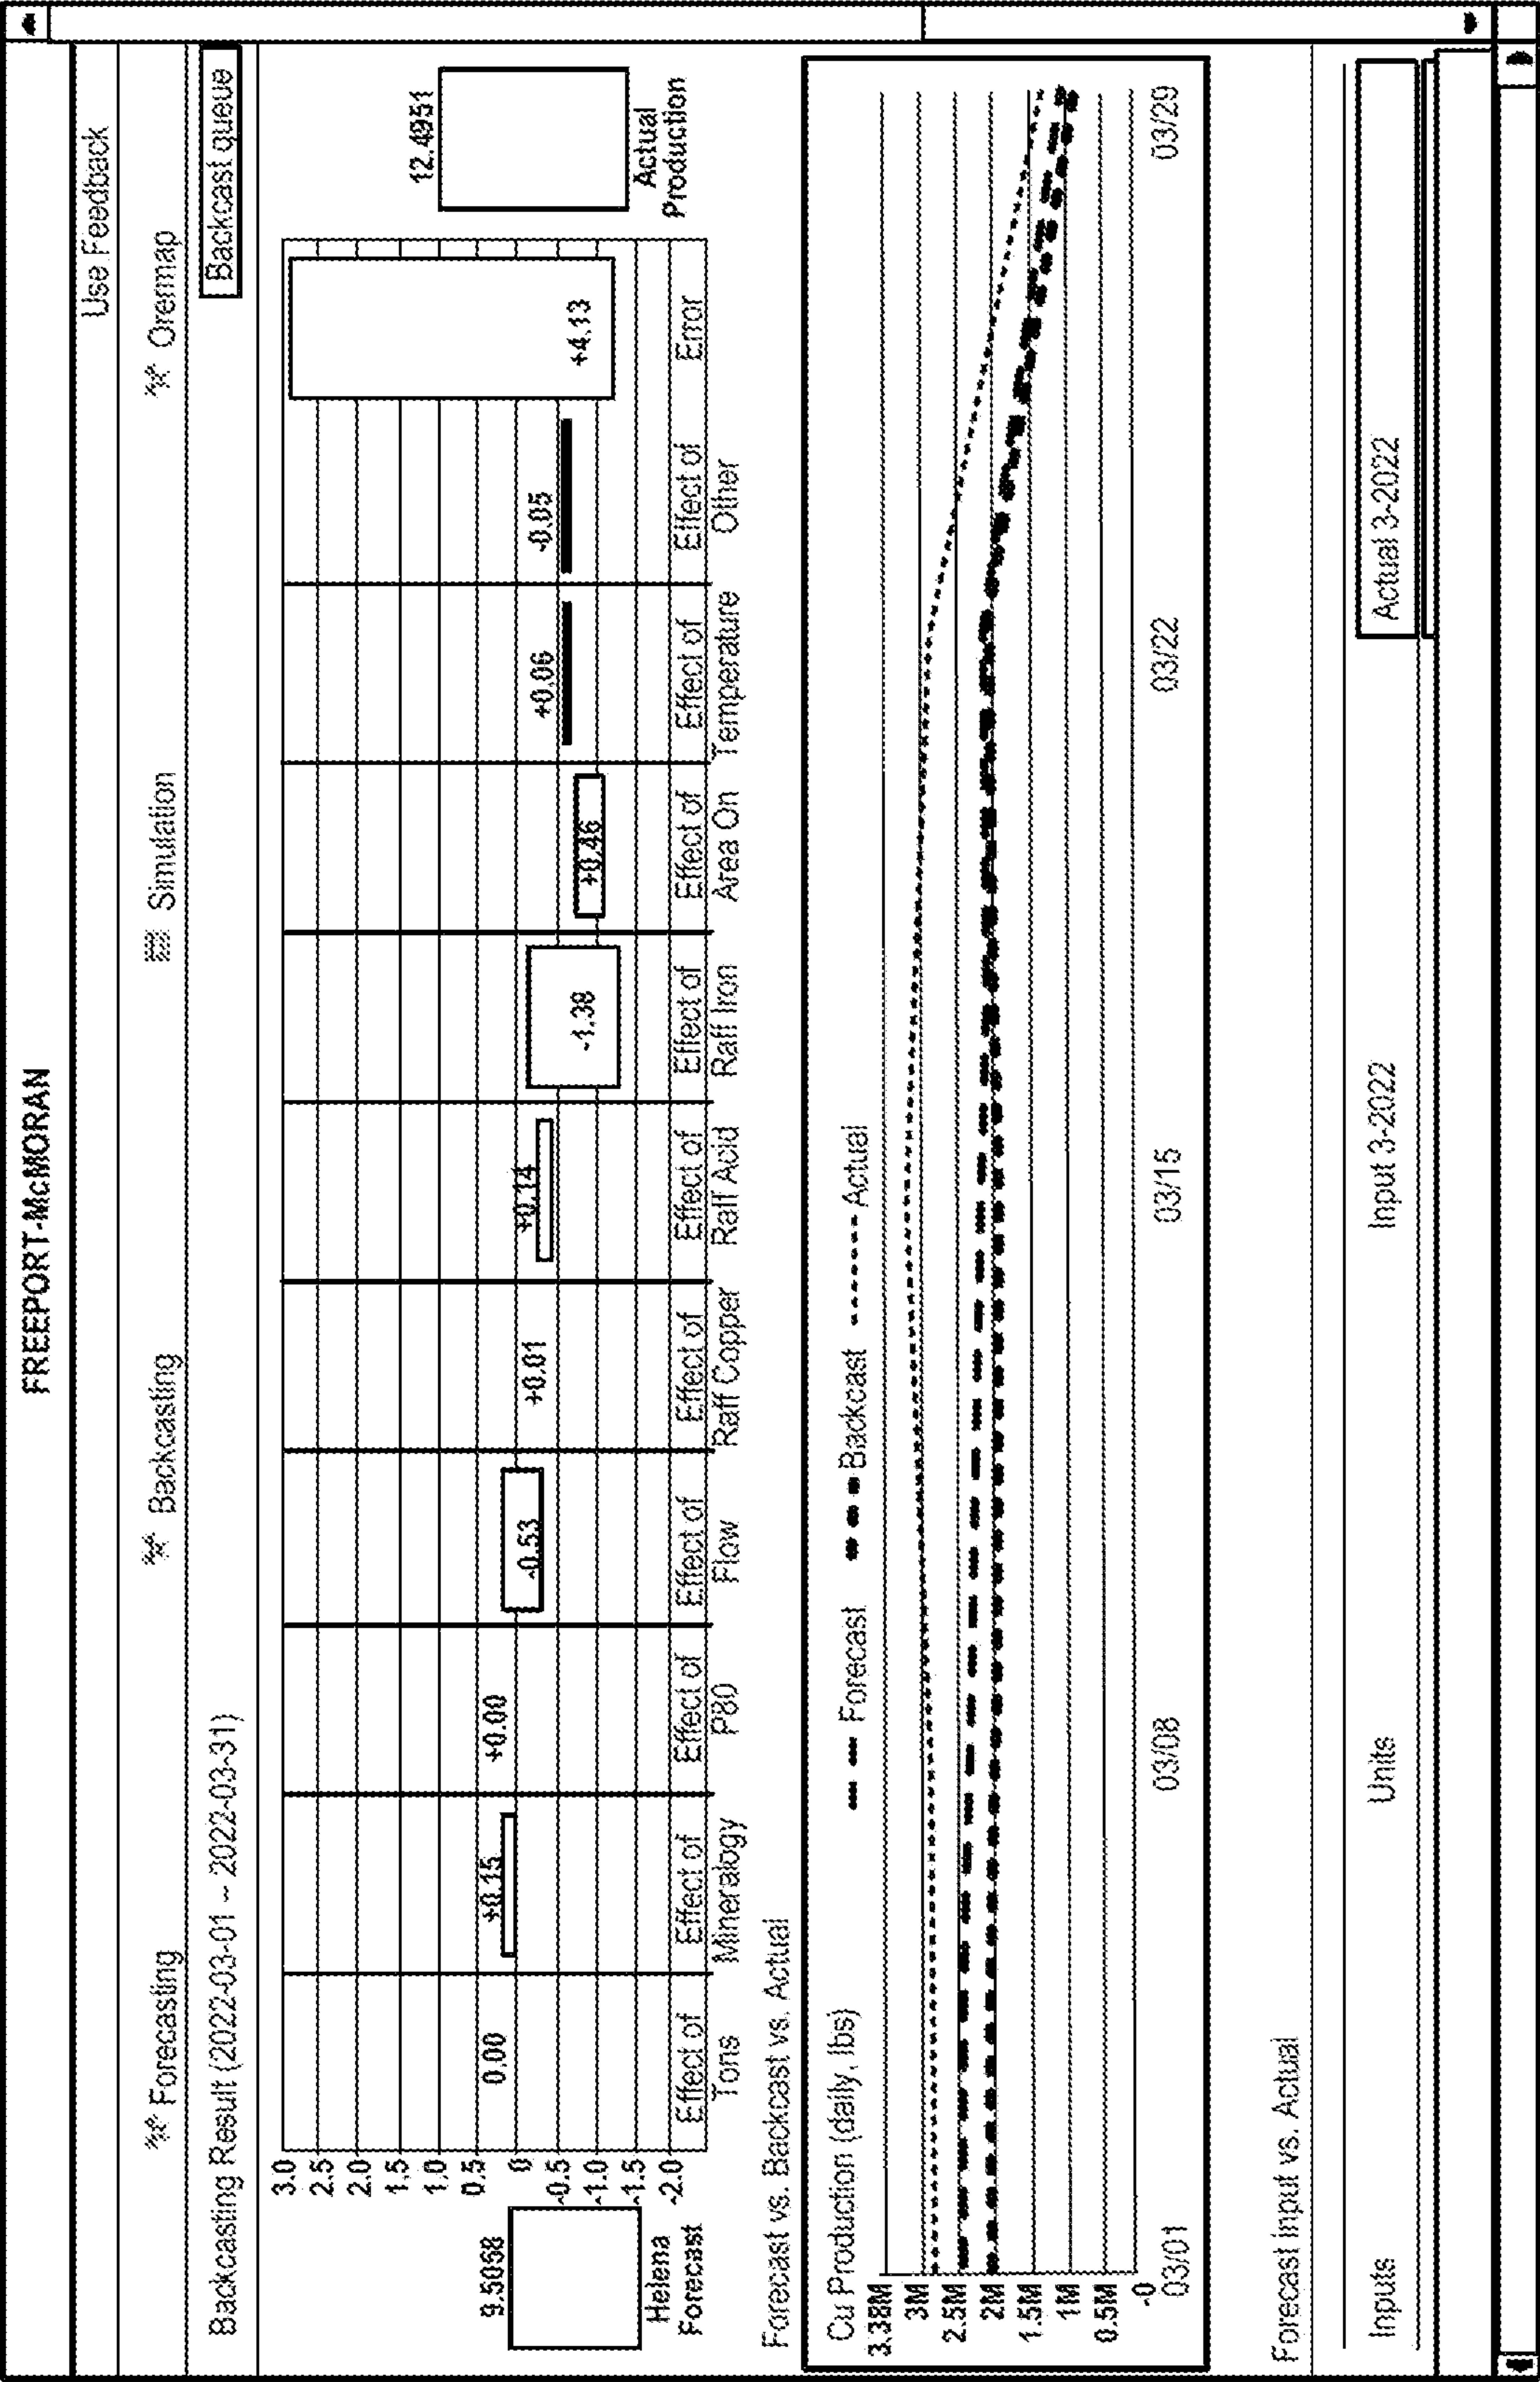 FREEPORT-McMORAN
Use Feedback
Forecasting
Backcasting
Simulation
Oremap
Backcasting Result (2022-03-01 - 2022-03-31)
Backcast queue
9.5068
Helena
Forecast
3.0
2.5
2.0
1.5
1.0
0.5
0
-0.5
-1.0
-1.5
-2.0
0.00
+0.15
+0.00
-0.53
+0.01
+0.14
-1.38
+0.46
+0.06
-0.05
+4.13
Effect of
Tons
Effect of
Mineralogy
Effect of
P80
Effect of
Flow
Effect of
Raff Copper
Effect of
Raff Acid
Effect of
Raff Iron
Effect of
Area On
Effect of
Temperature
Effect of
Other
Error
12.4951
Actual
Production
Forecast vs. Backcast vs. Actual
Cu Production (daily, lbs)
Forecast
Backcast
Actual
3.38M
3M
2.5M
2M
1.5M
1M
0.5M
-0
03/01
03/08
03/15
03/22
03/29
Forecast Input vs. Actual
Inputs
Units
Input 3-2022
Actual 3-2022